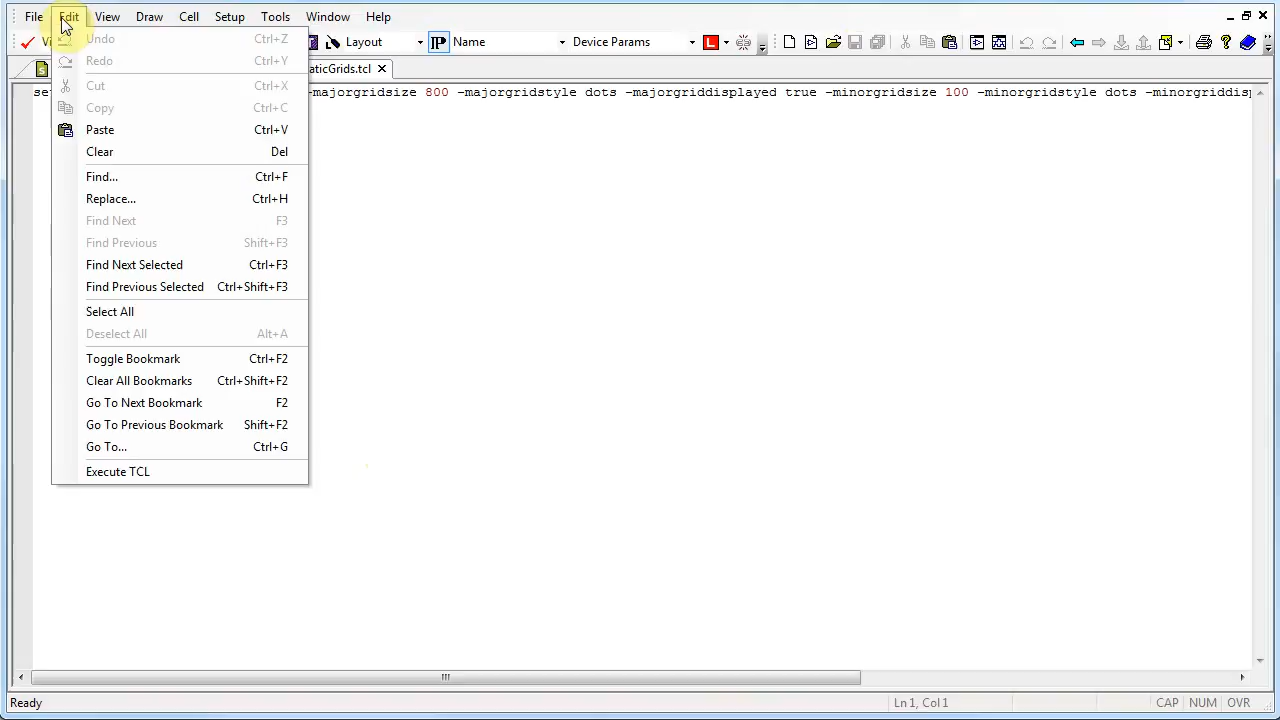 File Edit View Draw Cell Setup Tools Window Help
Layout Name Device Params L
aticGrids.tcl
se -majorgridsize 800 -majorgridstyle dots -majorgriddisplayed true -minorgridsize 100 -minorgridstyle dots -minorgriddisp
Undo Ctrl+Z
Redo Ctrl+Y
Cut Ctrl+X
Copy Ctrl+C
Paste Ctrl+V
Clear Del
Find... Ctrl+F
Replace... Ctrl+H
Find Next F3
Find Previous Shift+F3
Find Next Selected Ctrl+F3
Find Previous Selected Ctrl+Shift+F3
Select All
Deselect All Alt+A
Toggle Bookmark Ctrl+F2
Clear All Bookmarks Ctrl+Shift+F2
Go To Next Bookmark F2
Go To Previous Bookmark Shift+F2
Go To... Ctrl+G
Execute TCL
Ready Ln 1, Col 1 CAP NUM OVR